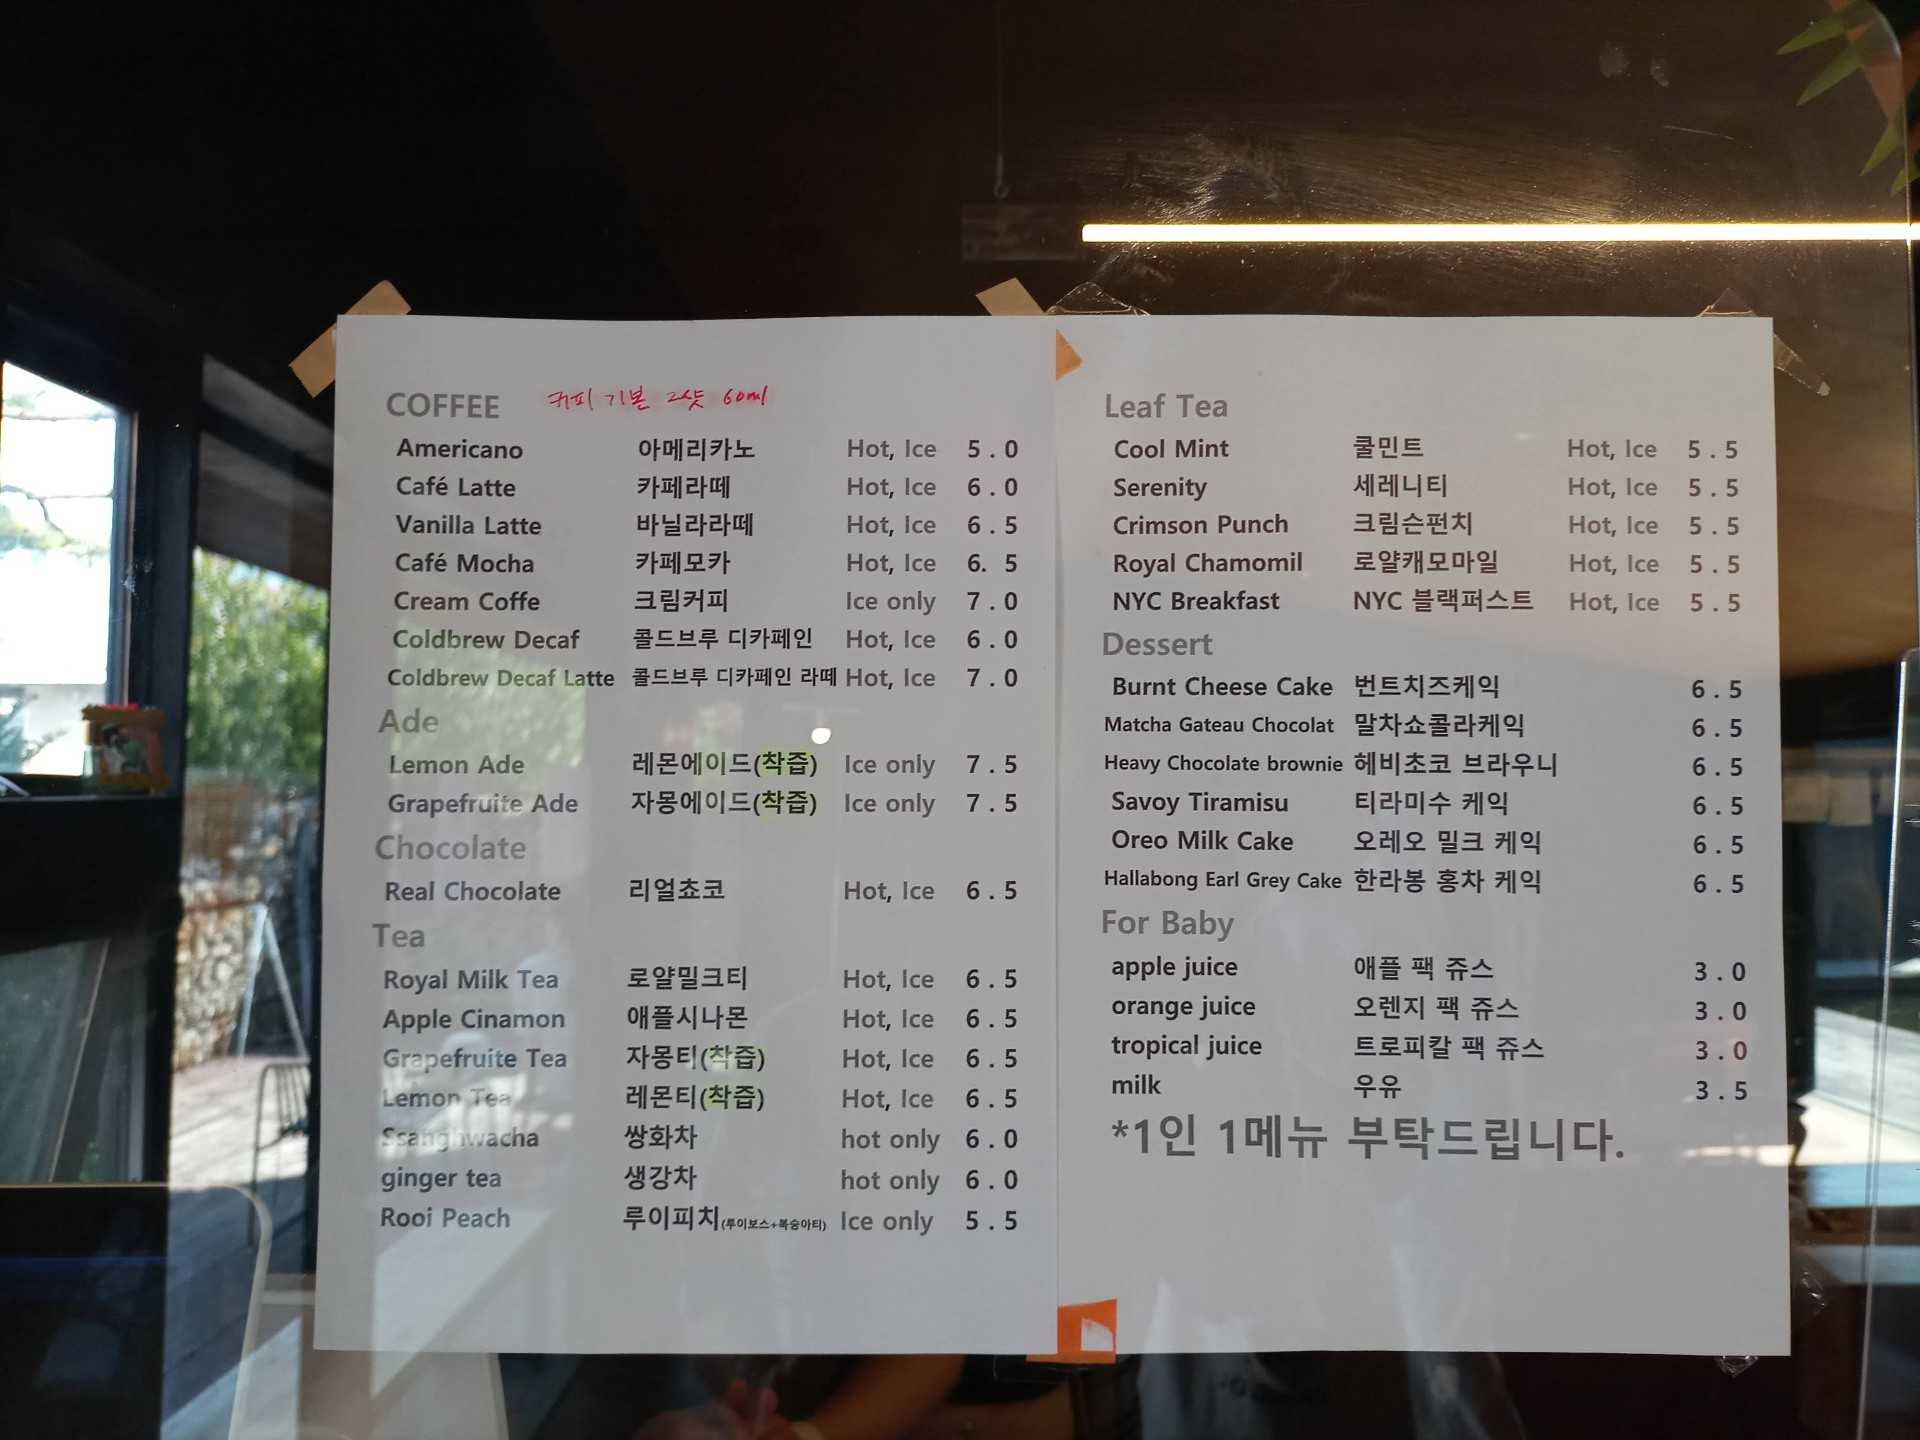 COFFEE 커피 기본 2샷 60ml
Americano 아메리카노 Hot, Ice 5.0
Café Latte 카페라떼 Hot, Ice 6.0
Vanilla Latte 바닐라라떼 Hot, Ice 6.5
Café Mocha 카페모카 Hot, Ice 6. 5
Cream Coffe 크림커피 Ice only 7.0
Coldbrew Decaf 콜드브루 디카페인 Hot, Ice 6.0
Coldbrew Decaf Latte 콜드브루 디카페인 라떼 Hot, Ice 7.0
Ade
Lemon Ade 레몬에이드(착즙) Ice only 7.5
Grapefruite Ade 자몽에이드(착즙) Ice only 7.5
Chocolate
Real Chocolate 리얼쵸코 Hot, Ice 6.5
Tea
Royal Milk Tea 로얄밀크티 Hot, Ice 6.5
Apple Cinamon 애플시나몬 Hot, Ice 6.5
Grapefruite Tea 자몽티(착즙) Hot, Ice 6.5
Lemon Tea 레몬티(착즙) Hot, Ice 6.5
Ssanghwacha 쌍화차 hot only 6.0
ginger tea 생강차 hot only 6.0
Rooi Peach 루이피치(루이보스+복숭아티) Ice only 5.5
Leaf Tea
Cool Mint 쿨민트 Hot, Ice 5.5
Serenity 세레니티 Hot, Ice 5.5
Crimson Punch 크림슨펀치 Hot, Ice 5.5
Royal Chamomil 로얄캐모마일 Hot, Ice 5.5
NYC Breakfast NYC 블랙퍼스트 Hot, Ice 5.5
Dessert
Burnt Cheese Cake 번트치즈케익 6.5
Matcha Gateau Chocolat 말차쇼콜라케익 6.5
Heavy Chocolate brownie 헤비초코 브라우니 6.5
Savoy Tiramisu 티라미수 케익 6.5
Oreo Milk Cake 오레오 밀크 케익 6.5
Hallabong Earl Grey Cake 한라봉 홍차 케익 6.5
For Baby
apple juice 애플 팩 쥬스 3.0
orange juice 오렌지 팩 쥬스 3.0
tropical juice 트로피칼 팩 쥬스 3.0
milk 우유 3.5
*1인 1메뉴 부탁드립니다.